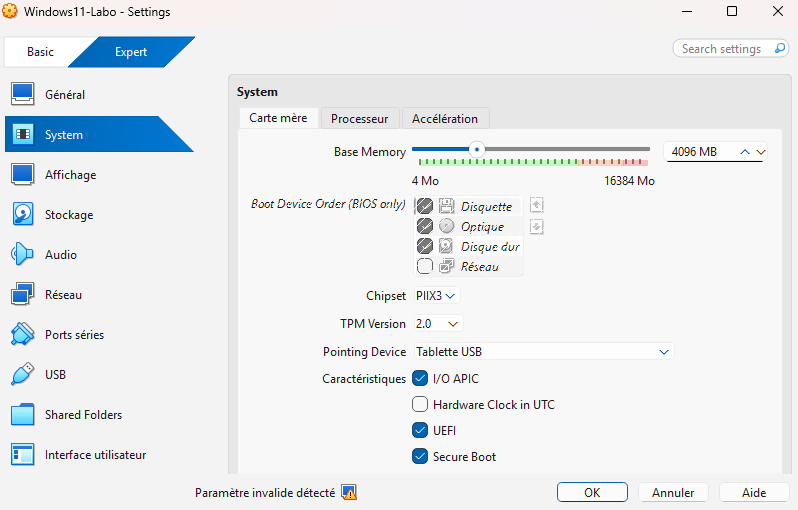 Windows11-Labo - Settings
Basic
Expert
Search settings
Général
System
Affichage
Stockage
Audio
Réseau
Ports séries
USB
Shared Folders
Interface utilisateur
System
Carte mère
Processeur
Accélération
Base Memory
4096 MB
4 Mo
16384 Mo
Boot Device Order (BIOS only)
Disquette
Optique
Disque dur
Réseau
Chipset
PIIX3
TPM Version
2.0
Pointing Device
Tablette USB
Caractéristiques
I/O APIC
Hardware Clock in UTC
UEFI
Secure Boot
Paramètre invalide détecté
OK
Annuler
Aide